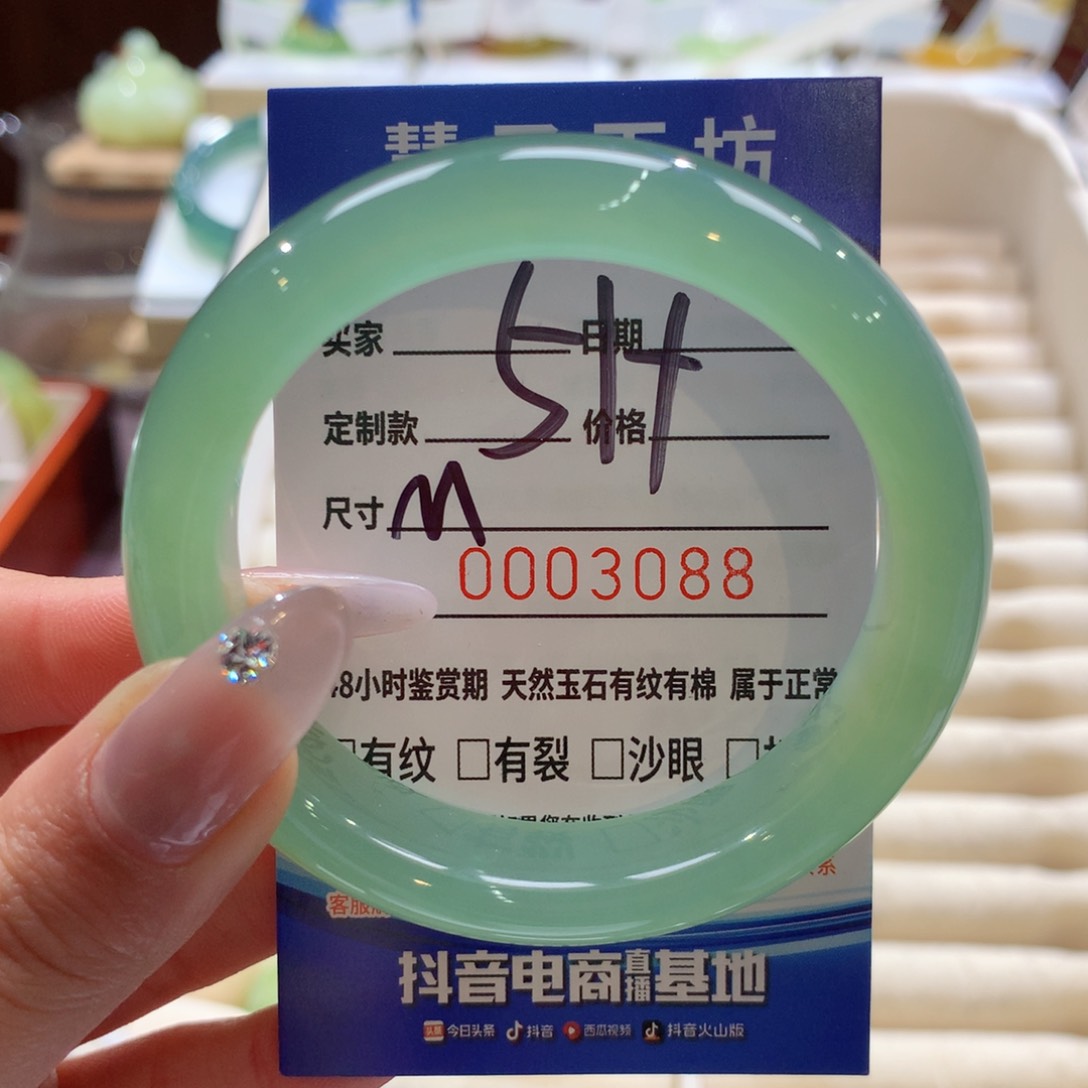 坊
买家 日期
514
定制款 价格
尺寸 M
0003088
8小时鉴赏期 天然玉石有纹有棉 属于正常
□有纹 □有裂 □沙眼 □
客服
抖音电商直播基地
头条 今日头条 抖音 西瓜视频 抖音火山版